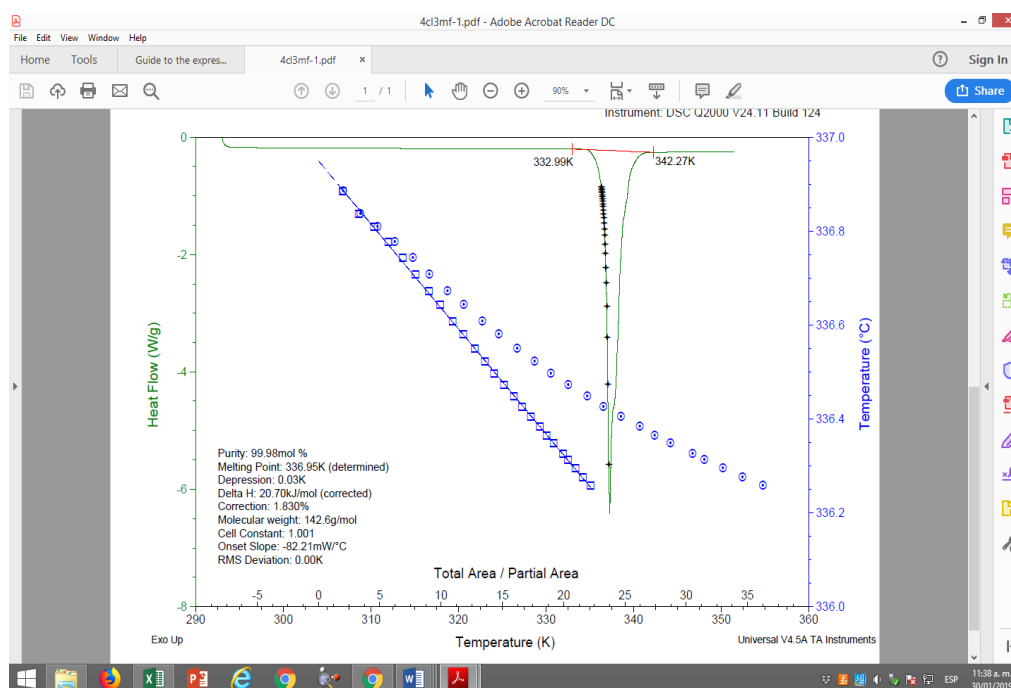 4cl3mf-1.pdf - Adobe Acrobat Reader DC
File Edit View Window Help
Home Tools Guide to the expres... 4cl3mf-1.pdf ×
? Sign In
1 / 1 90% Share
Instrument: DSC Q2000 V24.11 Build 124
0 337.0
332.99K 342.27K
336.8
-2
336.6
Heat Flow (W/g)
Temperature (°C)
-4
336.4
Purity: 99.98mol %
Melting Point: 336.95K (determined)
Depression: 0.03K
Delta H: 20.70kJ/mol (corrected)
Correction: 1.830%
Molecular weight: 142.6g/mol
Cell Constant: 1.001
Onset Slope: -82.21mW/°C
RMS Deviation: 0.00K
-6
336.2
Total Area / Partial Area
-5 0 5 10 15 20 25 30 35
-8 336.0
290 300 310 320 330 340 350 360
Exo Up Temperature (K) Universal V4.5A TA Instruments
ESP 11:38 a. m.
30/01/2019